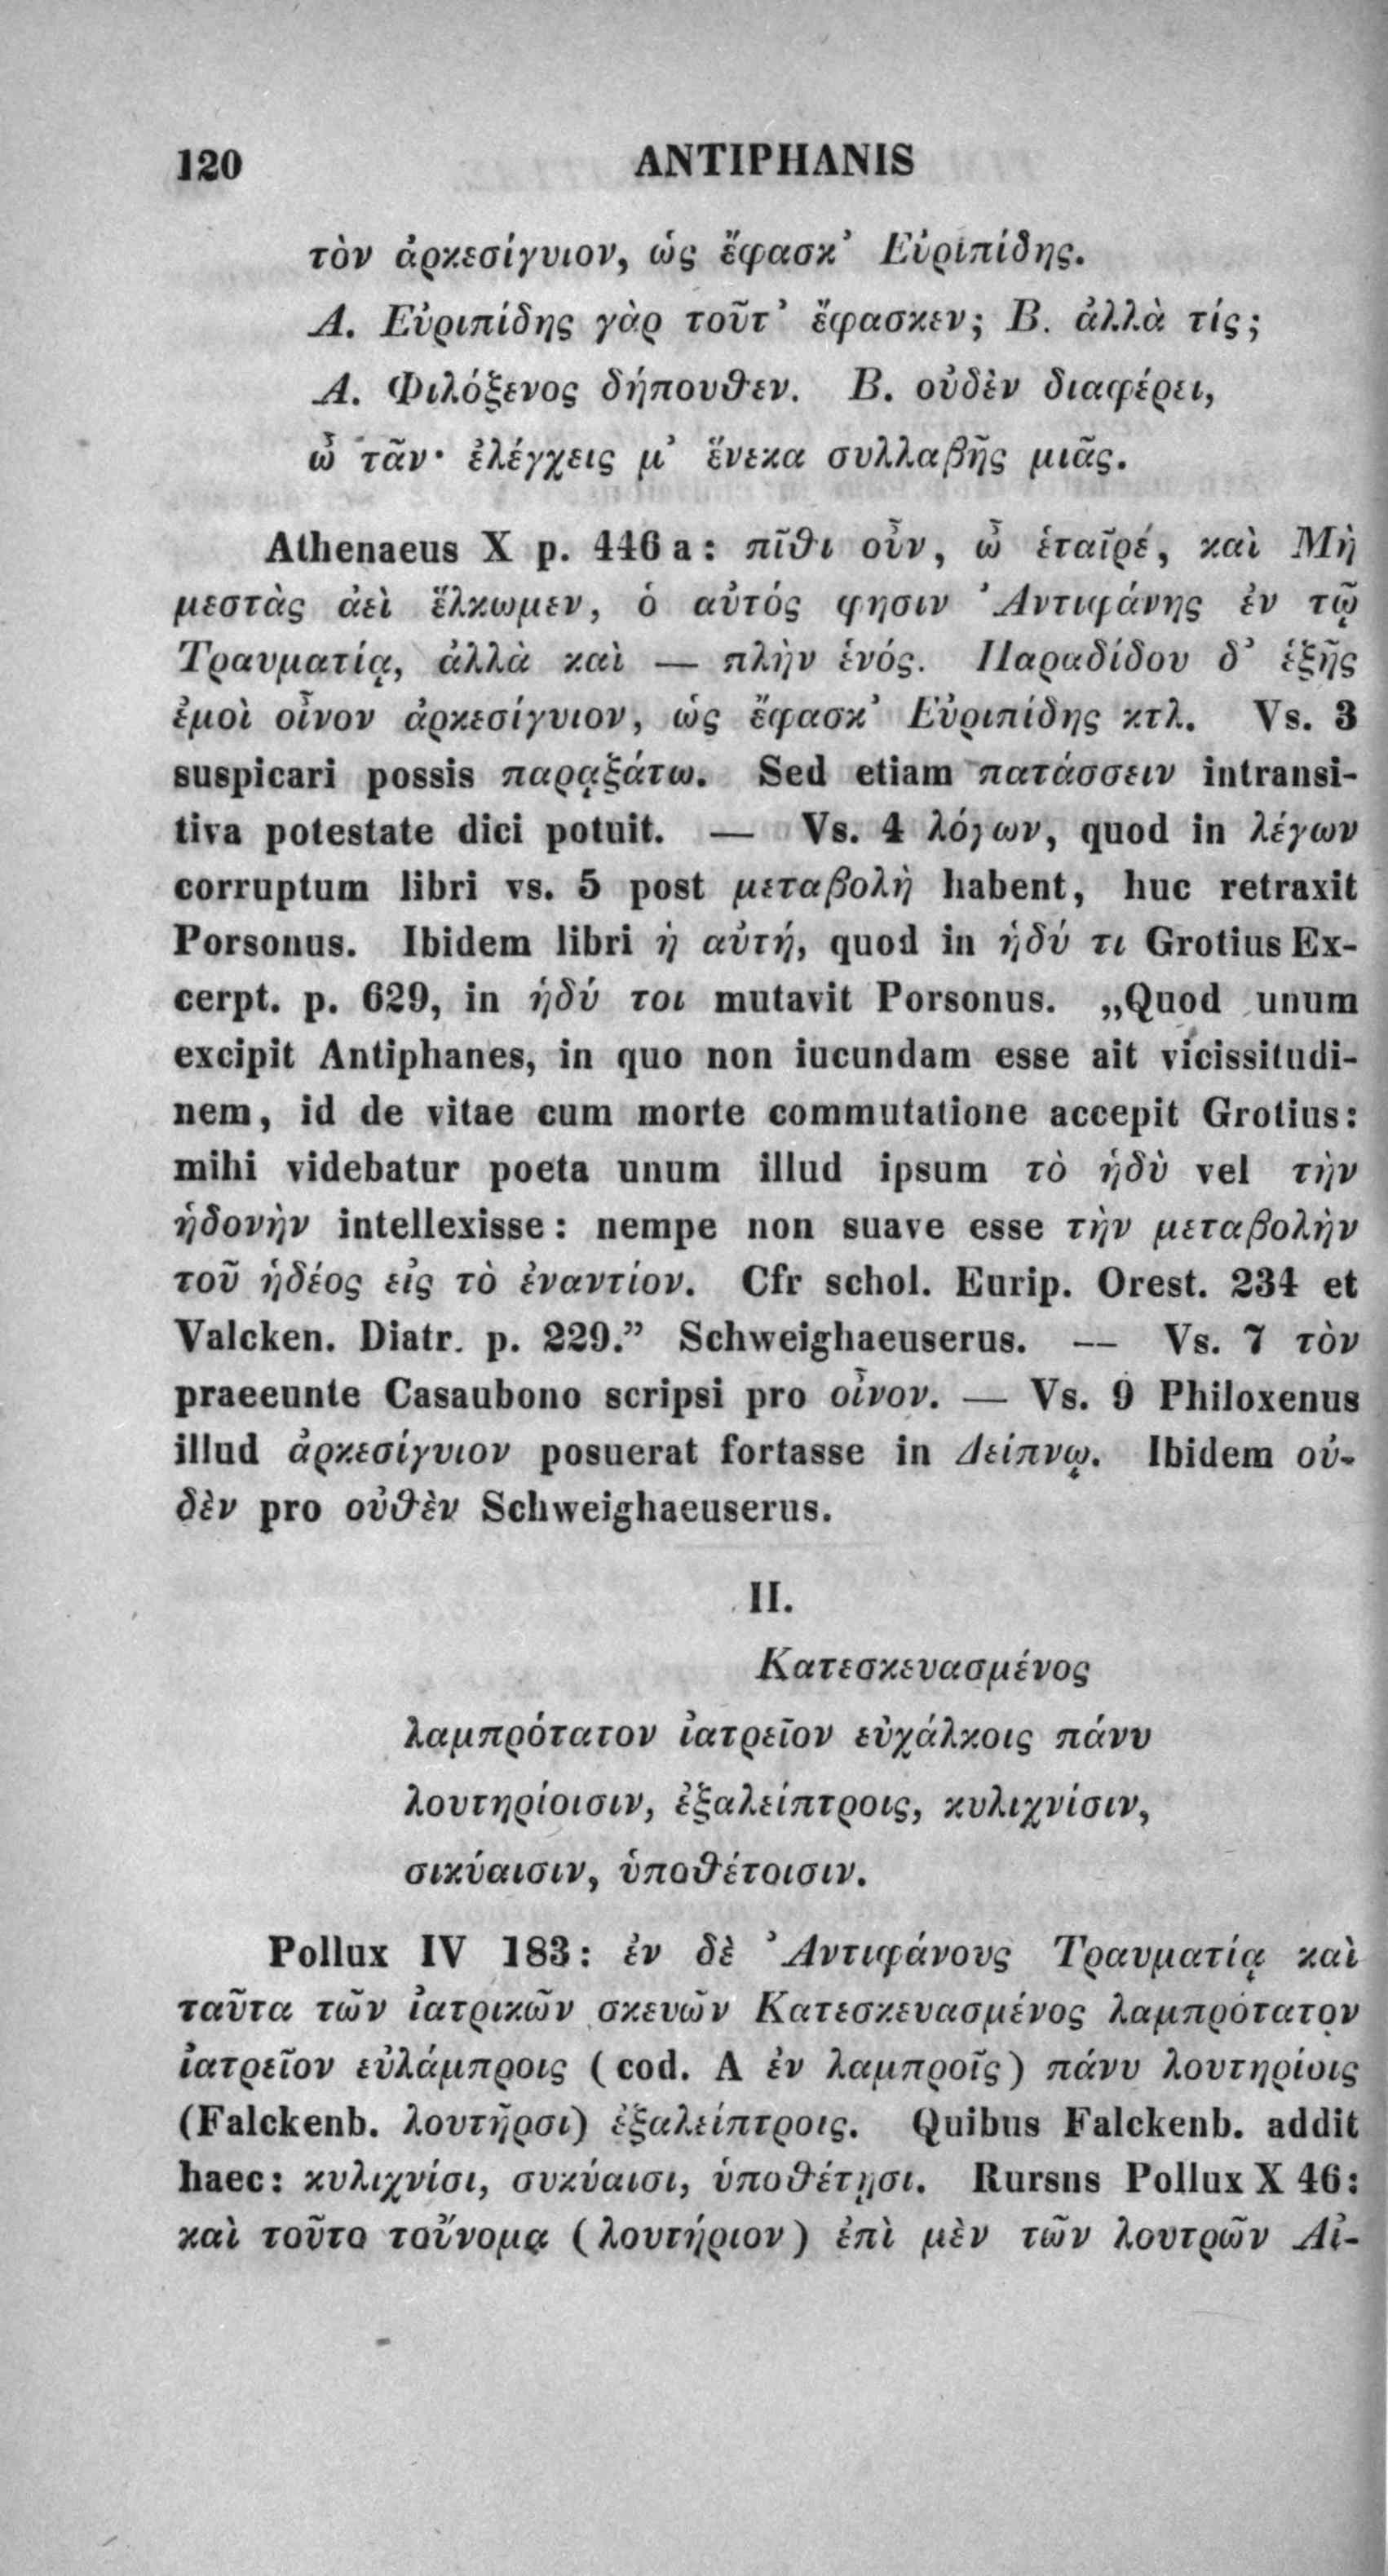 120 ANTIPHANIS
τὸν ἀρκεσίγυιον, ὡς ἔφασκ’ Εὐριπίδης.
Α. Εὐριπίδης γὰρ τοῦτ’ ἔφασκεν; Β. ἀλλὰ τίς;
Α. Φιλόξενος δήπουθεν. Β. οὐδὲν διαφέρει,
ὦ τᾶν· ἐλέγχεις μ’ ἕνεκα συλλαβῆς μιᾶς.
Athenaeus X p. 446 a: πῖθι οὖν, ὦ ἑταῖρέ, καὶ Μὴ
μεστὰς ἀεὶ ἕλκωμεν, ὁ αὐτός φησιν Ἀντιφάνης ἐν τῷ
Τραυματίᾳ, ἀλλὰ καὶ — πλὴν ἑνός. Παραδίδου δ’ ἑξῆς
ἐμοὶ οἶνον ἀρκεσίγυιον, ὡς ἔφασκ’ Εὐριπίδης κτλ. Vs. 3
suspicari possis παρᾳξάτω. Sed etiam πατάσσειν intransi-
tiva potestate dici potuit. — Vs. 4 λόγων, quod in λέγων
corruptum libri vs. 5 post μεταβολὴ habent, huc retraxit
Porsonus. Ibidem libri ἡ αὐτή, quod in ἡδύ τι Grotius Ex-
cerpt. p. 629, in ἡδύ τοι mutavit Porsonus. „Quod unum
excipit Antiphanes, in quo non iucundam esse ait vicissitudi-
nem, id de vitae cum morte commutatione accepit Grotius:
mihi videbatur poeta unum illud ipsum τὸ ἡδὺ vel τὴν
ἡδονὴν intellexisse: nempe non suave esse τὴν μεταβολὴν
τοῦ ἡδέος εἰς τὸ ἐναντίον. Cfr schol. Eurip. Orest. 234 et
Valcken. Diatr. p. 229.” Schweighaeuserus. — Vs. 7 τὸν
praeeunte Casaubono scripsi pro οἶνον. — Vs. 9 Philoxenus
illud ἀρκεσίγυιον posuerat fortasse in Δείπνῳ. Ibidem οὐ-
δὲν pro οὐθὲν Schweighaeuserus.
II.
Κατεσκευασμένος
λαμπρότατον ἰατρεῖον εὐχάλκοις πάνυ
λουτηρίοισιν, ἐξαλείπτροις, κυλιχνίσιν,
σικύαισιν, ὑποθέτοισιν.
Pollux IV 183: ἐν δὲ Ἀντιφάνους Τραυματίᾳ καὶ
ταῦτα τῶν ἰατρικῶν σκευῶν Κατεσκευασμένος λαμπρότατον
ἰατρεῖον εὐλάμπροις (cod. A ἐν λαμπροῖς) πάνυ λουτηρίοις
(Falckenb. λουτῆρσι) ἐξαλείπτροις. Quibus Falckenb. addit
haec: κυλιχνίσι, συκύαισι, ὑποθέτῃσι. Rursns Pollux X 46:
καὶ τοῦτο τοὔνομα (λουτήριον) ἐπὶ μὲν τῶν λουτρῶν Αἰ-